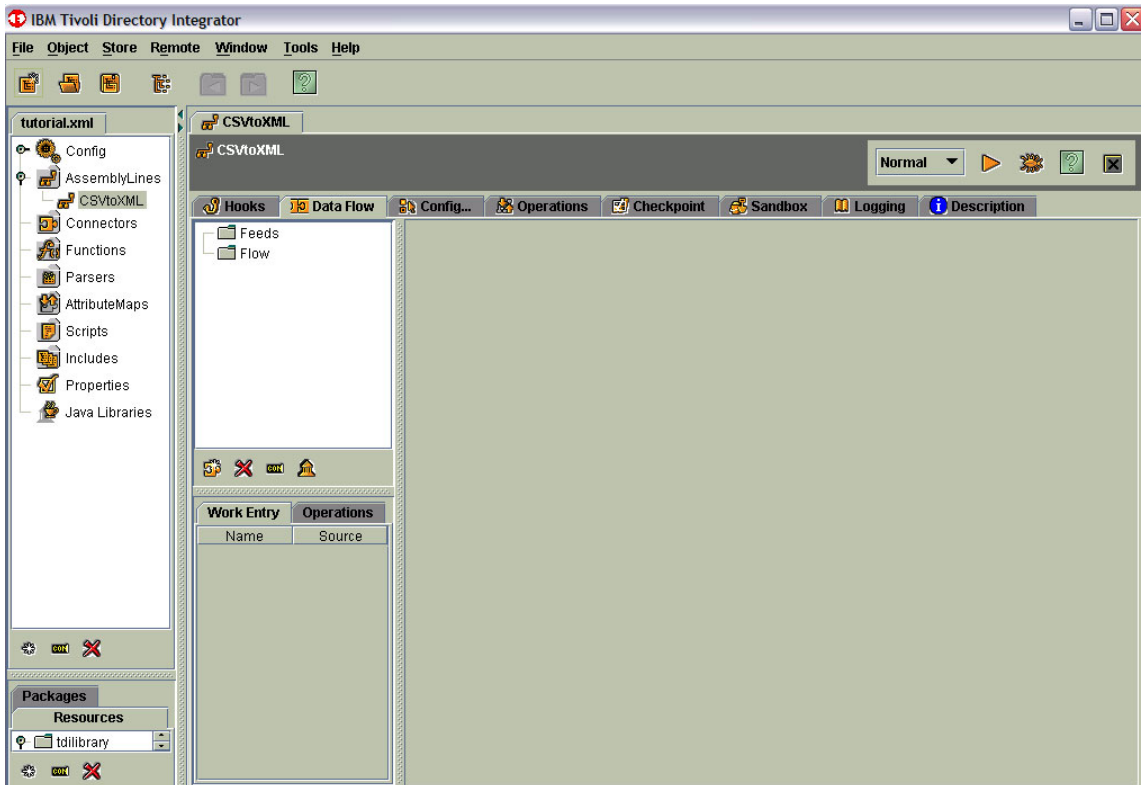 IBM Tivoli Directory Integrator
File Object Store Remote Window Tools Help
tutorial.xml
Config
AssemblyLines
CSVtoXML
Connectors
Functions
Parsers
AttributeMaps
Scripts
Includes
Properties
Java Libraries
Packages
Resources
tdilibrary
CSVtoXML
CSVtoXML
Normal
Hooks Data Flow Config... Operations Checkpoint Sandbox Logging Description
Feeds
Flow
Work Entry Operations
Name Source